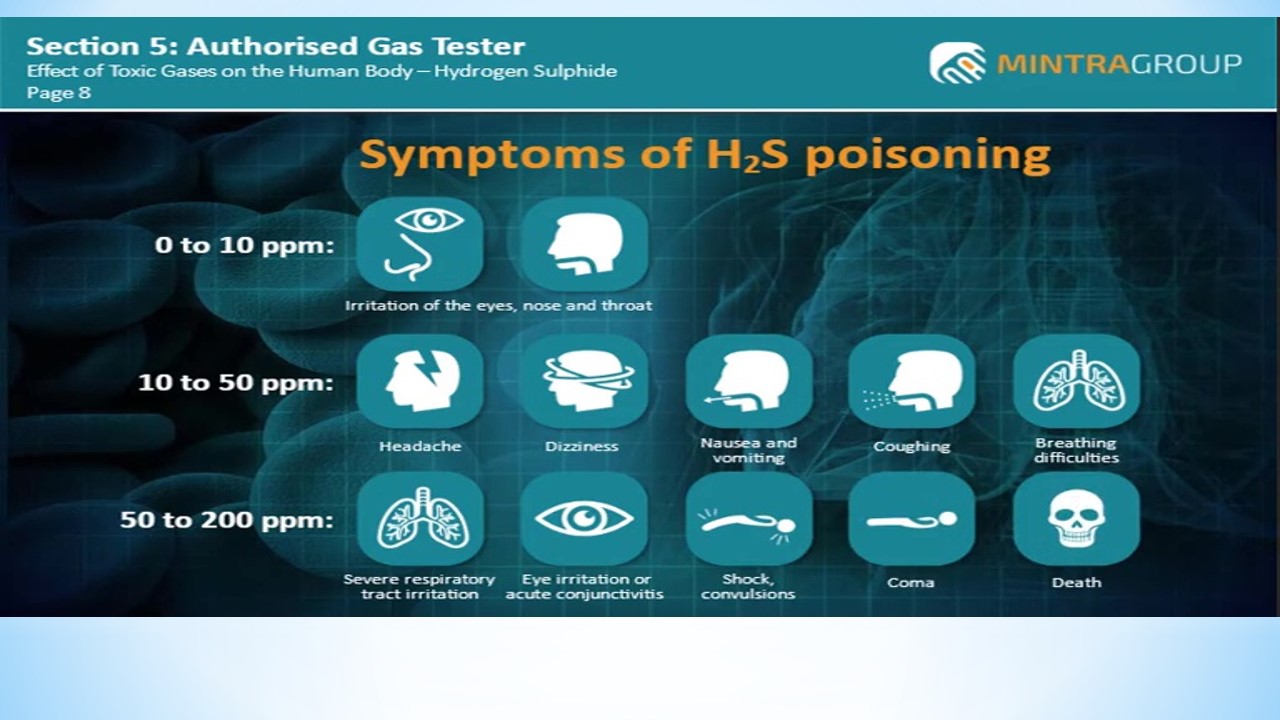 Section 5: Authorised Gas Tester
Effect of Toxic Gases on the Human Body – Hydrogen Sulphide
Page 8
MINTRAGROUP
Symptoms of H₂S poisoning
0 to 10 ppm:
Irritation of the eyes, nose and throat
10 to 50 ppm:
Headache
Dizziness
Nausea and
vomiting
Coughing
Breathing
difficulties
50 to 200 ppm:
Severe respiratory
tract irritation
Eye irritation or
acute conjunctivitis
Shock,
convulsions
Coma
Death